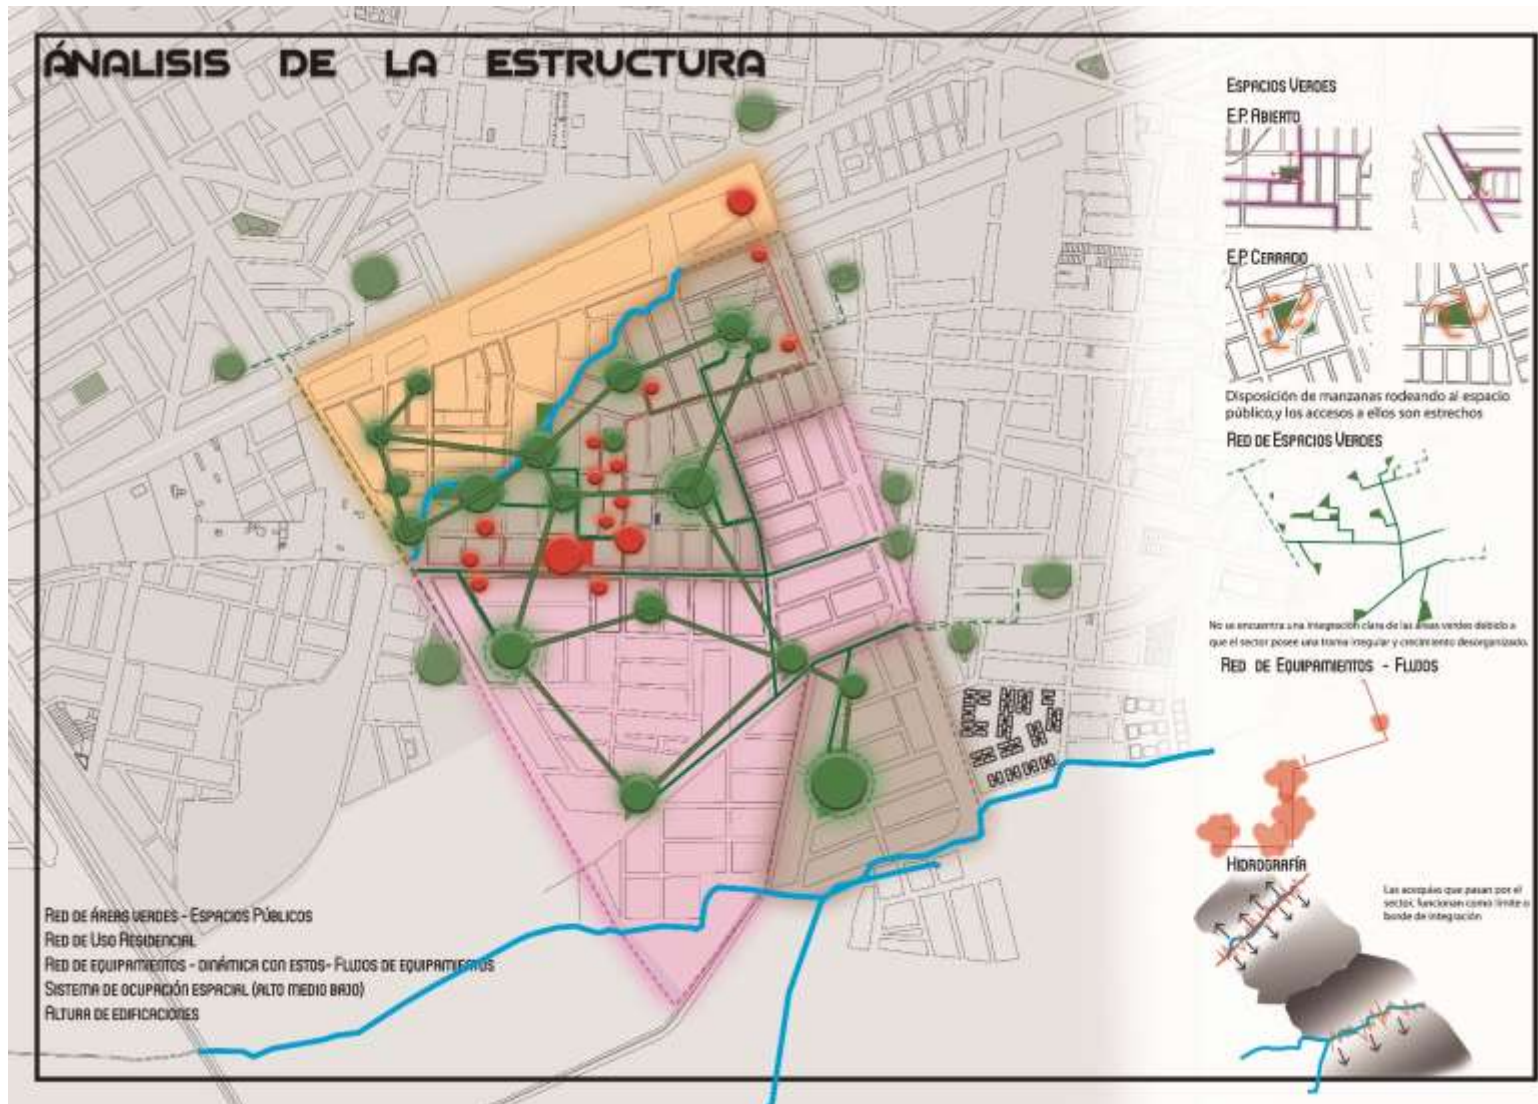 ÁNALISIS DE LA ESTRUCTURA
ESPACIOS VERDES
E.P. ABIERTO
E.P. CERRADO
Disposición de manzanas rodeando al espacio
público,y los accesos a ellos son estrechos
RED DE ESPACIOS VERDES
No se encuentra una integración clara de las áreas verdes debido a
que el sector posee una trama irregular y crecimiento desorganizado.
RED DE EQUIPAMIENTOS - FLUJOS
HIDROGRAFÍA
Las acequias que pasan por el
sector, funcionan como límite o
borde de integración
RED DE ÁREAS VERDES - ESPACIOS PÚBLICOS
RED DE USO RESIDENCIAL
RED DE EQUIPAMIENTOS - DINÁMICA CON ESTOS- FLUJOS DE EQUIPAMIENTOS
SISTEMA DE OCUPACIÓN ESPACIAL (ALTO MEDIO BAJO)
ALTURA DE EDIFICACIONES